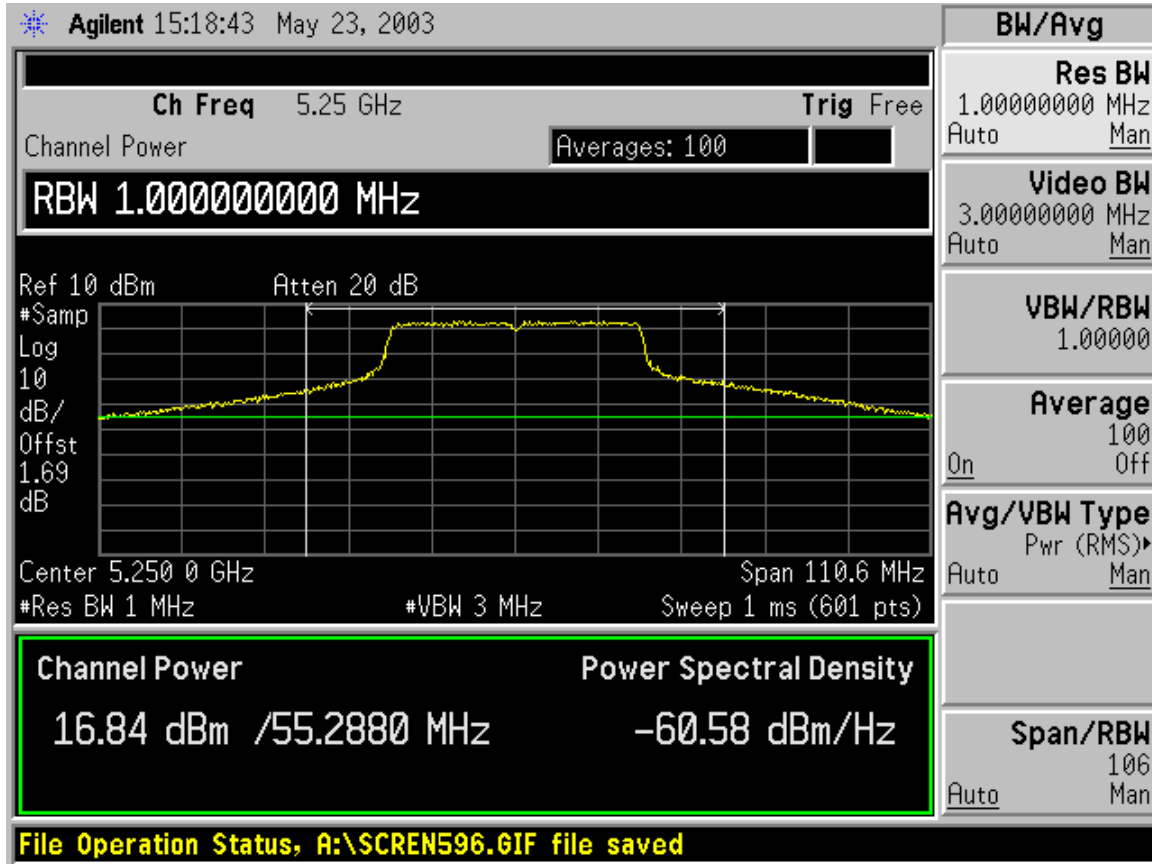 Agilent 15:18:43 May 23, 2003
Ch Freq 5.25 GHz Trig Free
Channel Power Averages: 100
RBW 1.000000000 MHz
Ref 10 dBm Atten 20 dB
#Samp
Log
10
dB/
Offst
1.69
dB
Center 5.250 0 GHz Span 110.6 MHz
#Res BW 1 MHz #VBW 3 MHz Sweep 1 ms (601 pts)
Channel Power Power Spectral Density
16.84 dBm /55.2880 MHz -60.58 dBm/Hz
File Operation Status, A:\SCREN596.GIF file saved
BW/Avg
Res BW
1.00000000 MHz
Auto Man
Video BW
3.00000000 MHz
Auto Man
VBW/RBW
1.00000
Average
100
On Off
Avg/VBW Type
Pwr (RMS)
Auto Man
Span/RBW
106
Auto Man